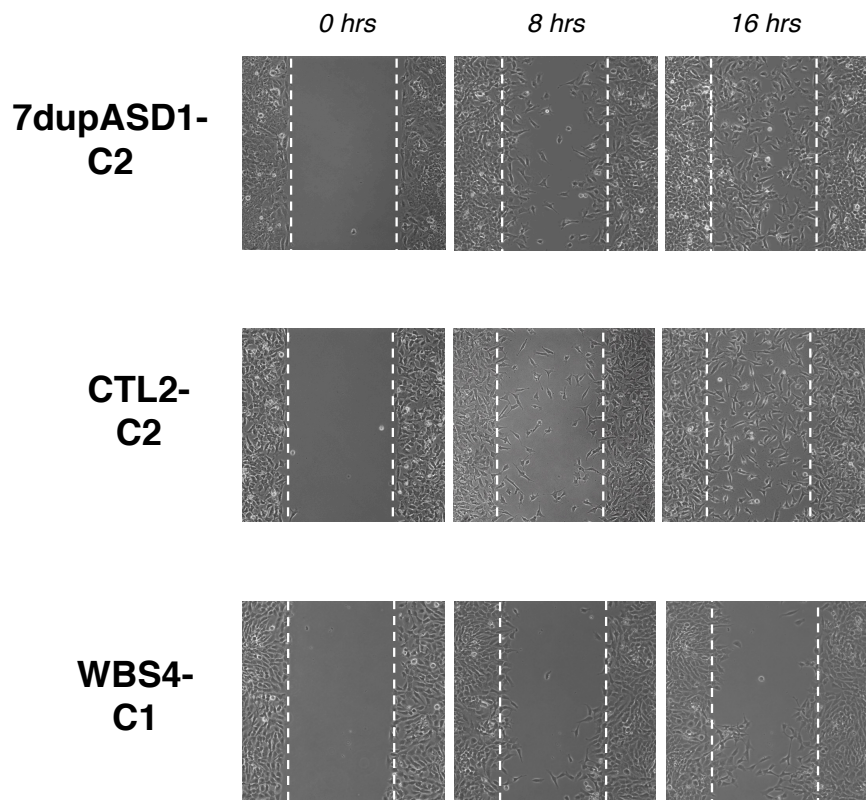 0 hrs 8 hrs 16 hrs
7dupASD1-
C2
CTL2-
C2
WBS4-
C1